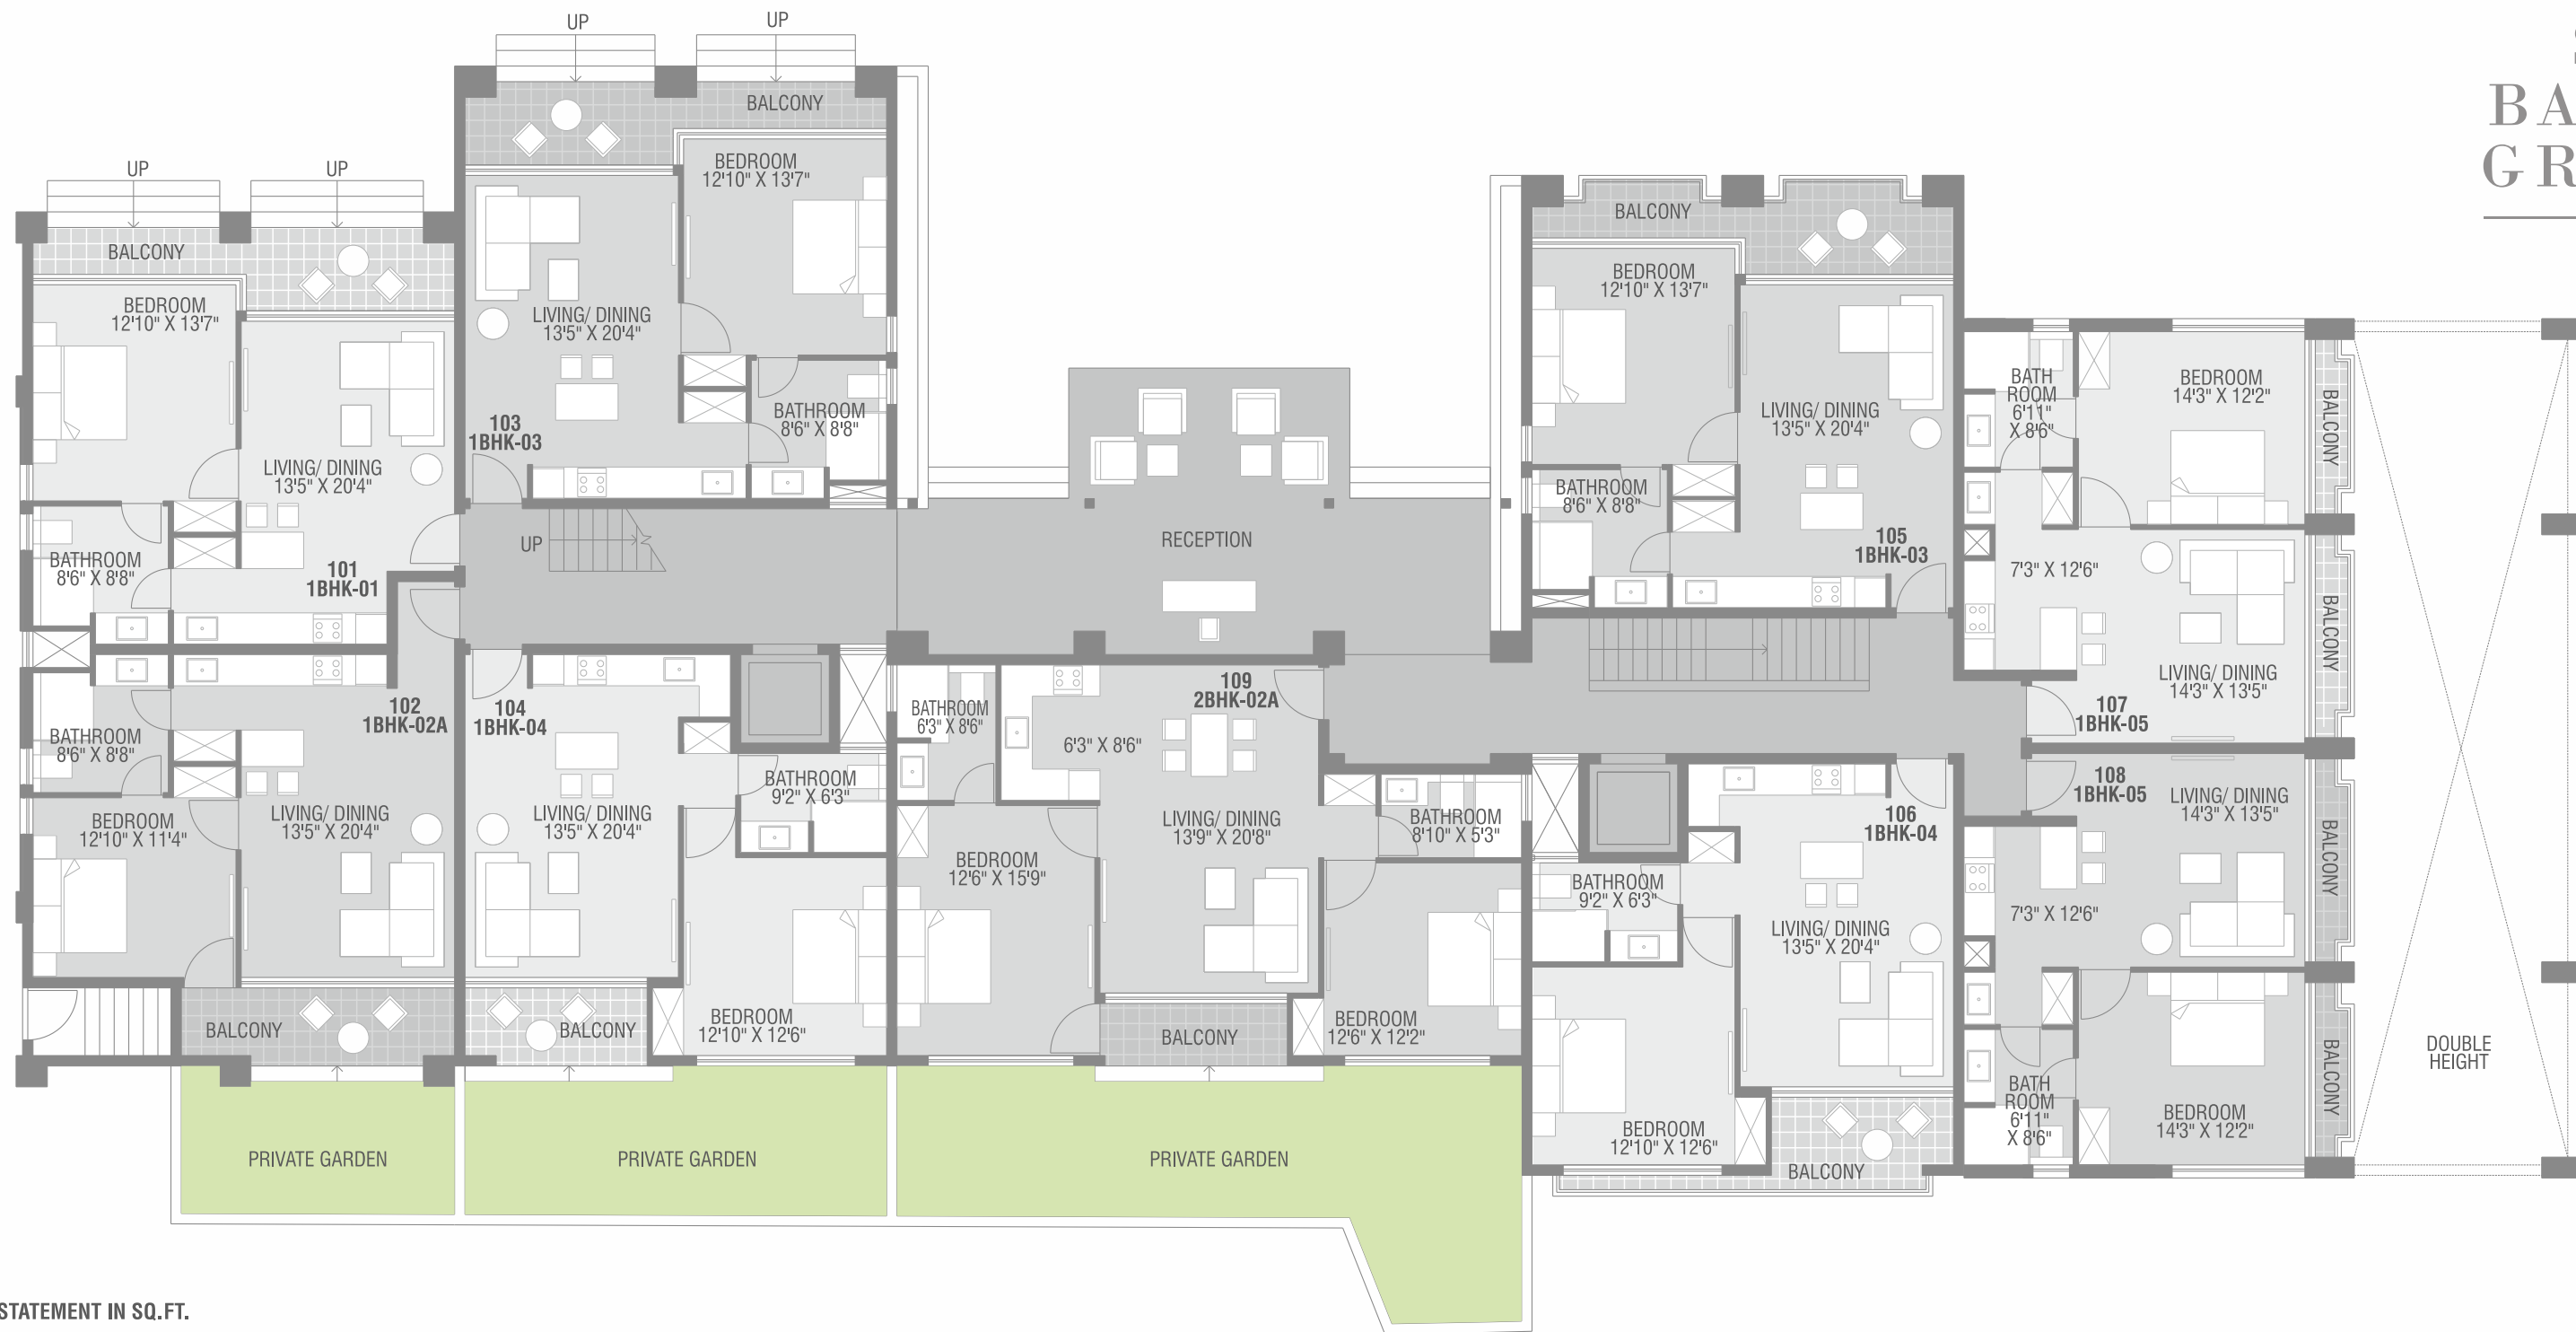 UP
UP
BALCONY
BEDROOM
12'10" X 13'7"
LIVING/ DINING
13'5" X 20'4"
103
1BHK-03
BATHROOM
8'6" X 8'8"
UP
UP
BALCONY
BEDROOM
12'10" X 13'7"
LIVING/ DINING
13'5" X 20'4"
BATHROOM
8'6" X 8'8"
101
1BHK-01
UP
102
1BHK-02A
BATHROOM
8'6" X 8'8"
BEDROOM
12'10" X 11'4"
LIVING/ DINING
13'5" X 20'4"
BALCONY
104
1BHK-04
LIVING/ DINING
13'5" X 20'4"
BATHROOM
9'2" X 6'3"
BEDROOM
12'10" X 12'6"
BALCONY
RECEPTION
109
2BHK-02A
BATHROOM
6'3" X 8'6"
6'3" X 8'6"
LIVING/ DINING
13'9" X 20'8"
BEDROOM
12'6" X 15'9"
BATHROOM
8'10" X 5'3"
BEDROOM
12'6" X 12'2"
BALCONY
BALCONY
BEDROOM
12'10" X 13'7"
LIVING/ DINING
13'5" X 20'4"
BATHROOM
8'6" X 8'8"
105
1BHK-03
106
1BHK-04
BATHROOM
9'2" X 6'3"
LIVING/ DINING
13'5" X 20'4"
BEDROOM
12'10" X 12'6"
BALCONY
BATH
ROOM
6'11"
X 8'6"
BEDROOM
14'3" X 12'2"
BALCONY
7'3" X 12'6"
LIVING/ DINING
14'3" X 13'5"
BALCONY
107
1BHK-05
108
1BHK-05
LIVING/ DINING
14'3" X 13'5"
BALCONY
7'3" X 12'6"
BATH
ROOM
6'11"
X 8'6"
BEDROOM
14'3" X 12'2"
BALCONY
DOUBLE
HEIGHT
PRIVATE GARDEN
PRIVATE GARDEN
PRIVATE GARDEN
BA
GR
STATEMENT IN SQ.FT.